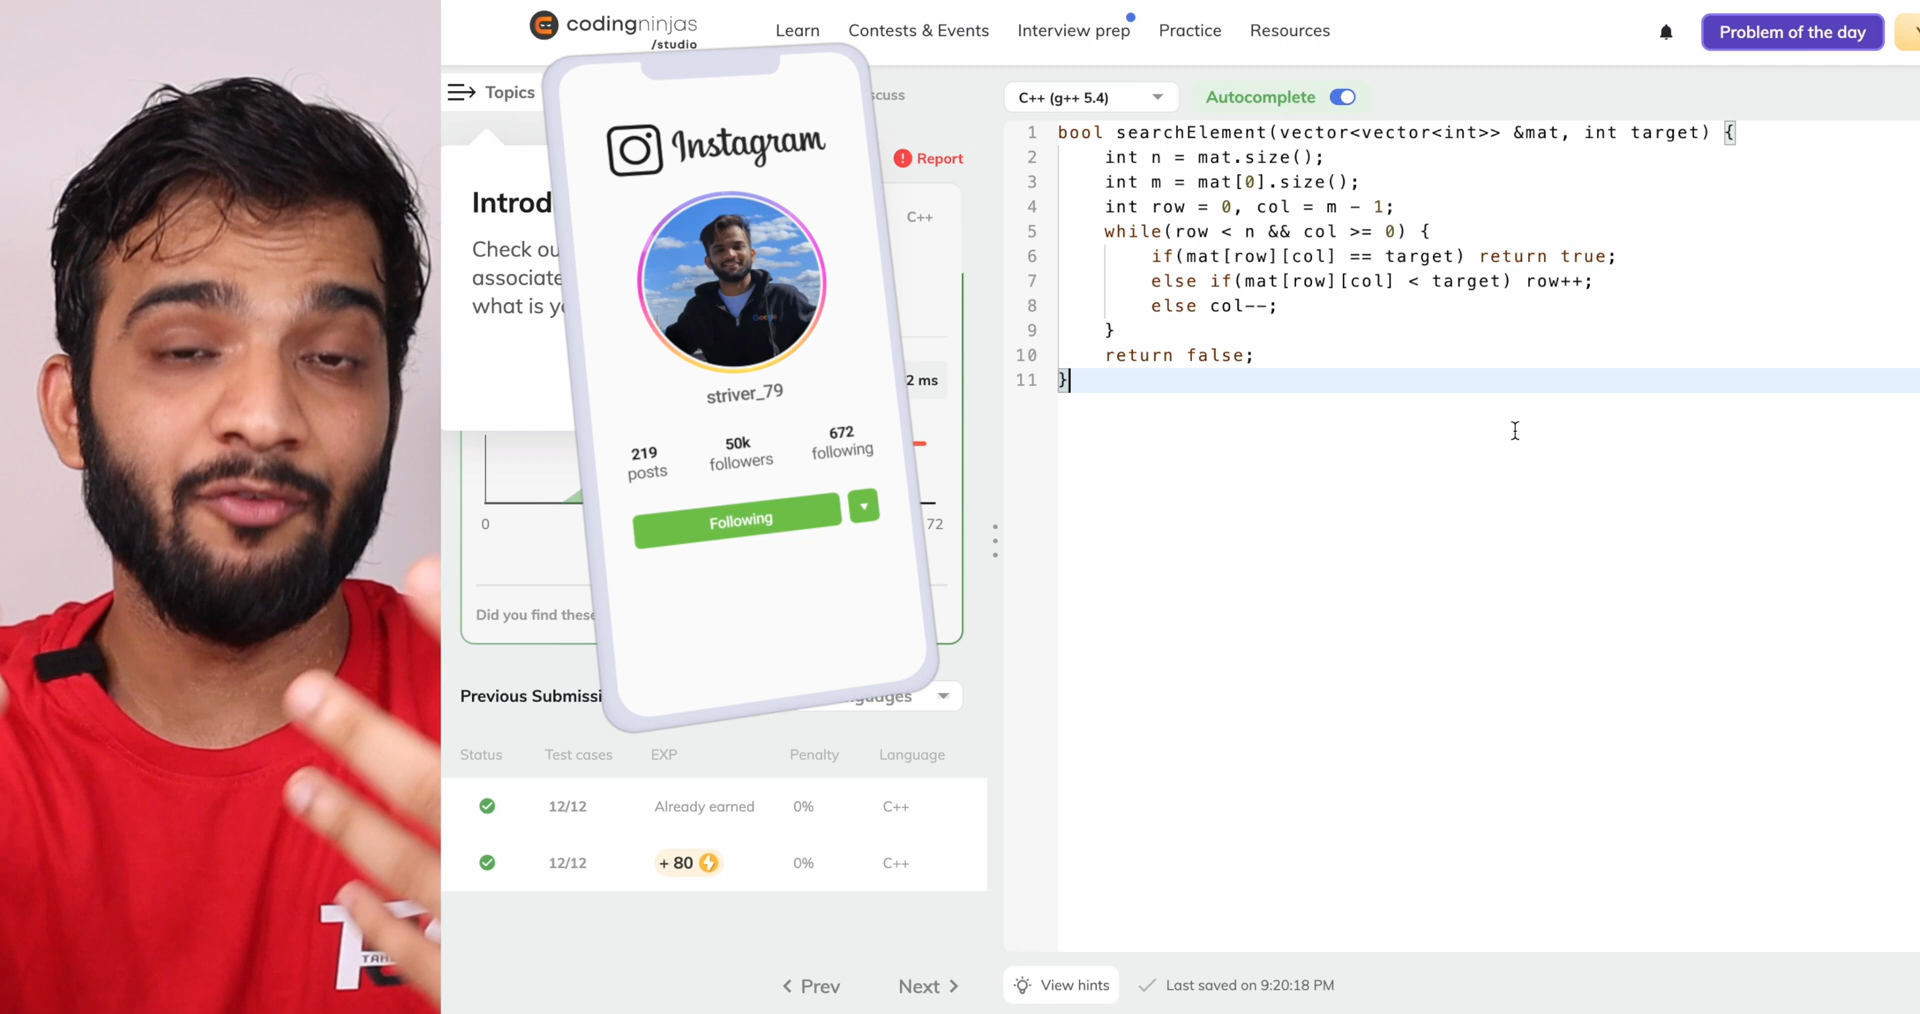 codingninjas
/studio
Learn
Contests & Events
Interview prep
Practice
Resources
Problem of the day
Topics
Report
C++
Check
what is
2 ms
0
72
Did you find these
Previous
Status
Test cases
EXP
Penalty
Language
12/12
Already earned
0%
C++
12/12
+ 80
0%
C++
Prev
Next
Instagram
Google
striver_79
219
posts
50k
followers
672
following
Following
C++ (g++ 5.4)
Autocomplete
1 bool searchElement(vector<vector<int>> &mat, int target) {
2 int n = mat.size();
3 int m = mat[0].size();
4 int row = 0, col = m - 1;
5 while(row < n && col >= 0) {
6 if(mat[row][col] == target) return true;
7 else if(mat[row][col] < target) row++;
8 else col--;
9 }
10 return false;
11 }
View hints
Last saved on 9:20:18 PM